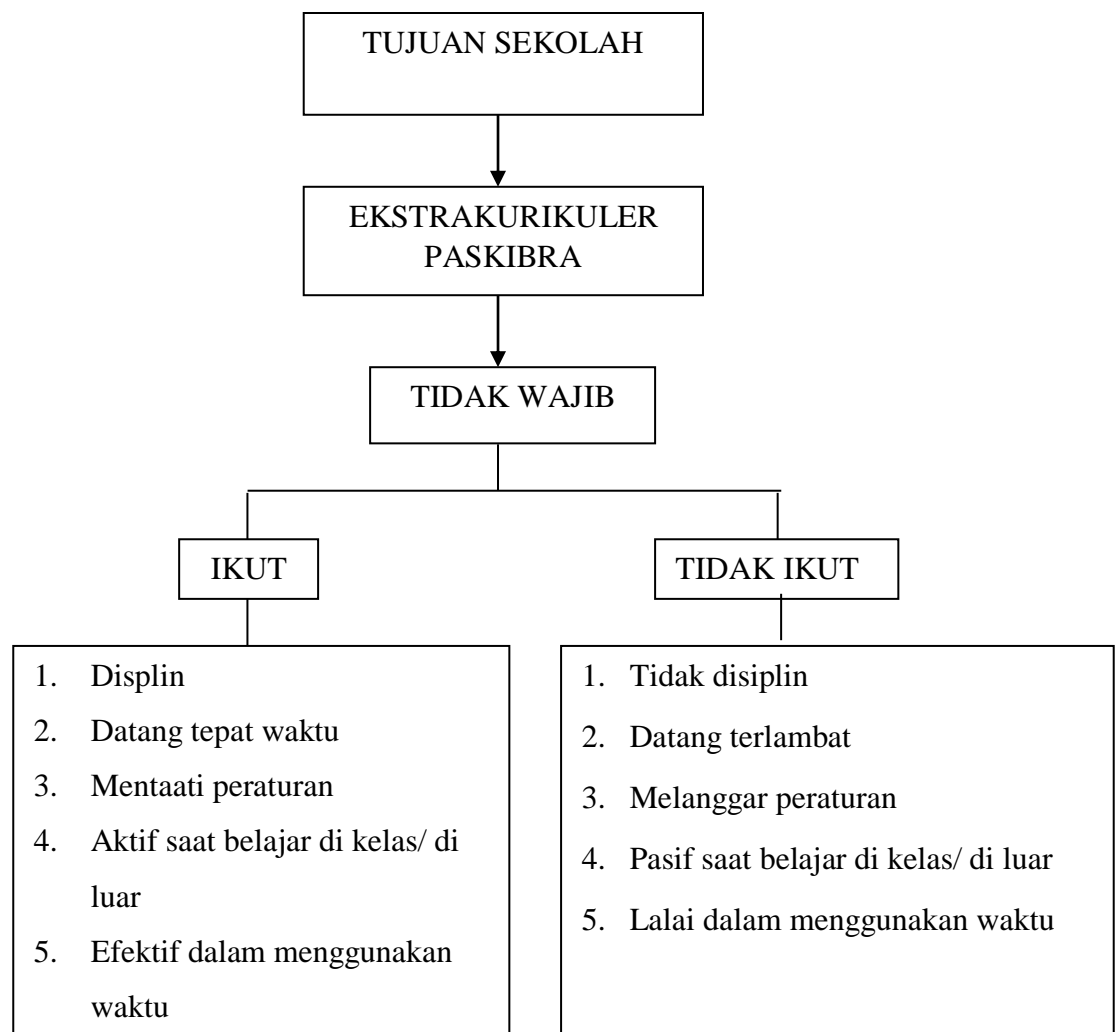 TUJUAN SEKOLAH
EKSTRAKURIKULER
PASKIBRA
TIDAK WAJIB
IKUT
TIDAK IKUT
1. Displin
2. Datang tepat waktu
3. Mentaati peraturan
4. Aktif saat belajar di kelas/ di
luar
5. Efektif dalam menggunakan
waktu
1. Tidak disiplin
2. Datang terlambat
3. Melanggar peraturan
4. Pasif saat belajar di kelas/ di luar
5. Lalai dalam menggunakan waktu